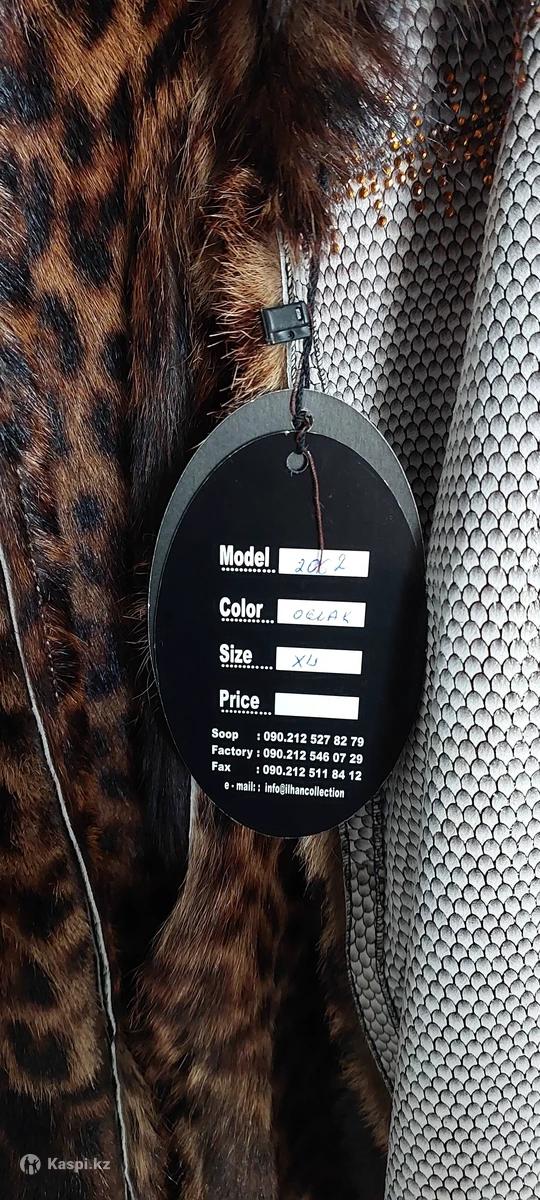 Model 2062
Color OELAK
Size XL
Price
Soop : 090.212 527 82 79
Factory : 090.212 546 07 29
Fax : 090.212 511 84 12
e - mail: : info@ilhancollection
Kaspi.kz